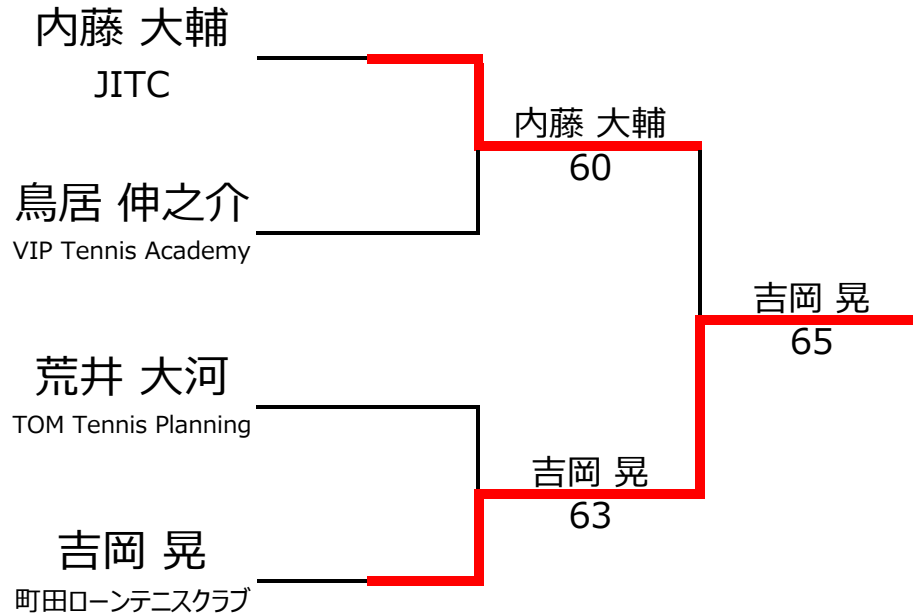 内藤 大輔
JITC
鳥居 伸之介
VIP Tennis Academy
荒井 大河
TOM Tennis Planning
吉岡 晃
町田ローンテニスクラブ
内藤 大輔
60
吉岡 晃
63
吉岡 晃
65